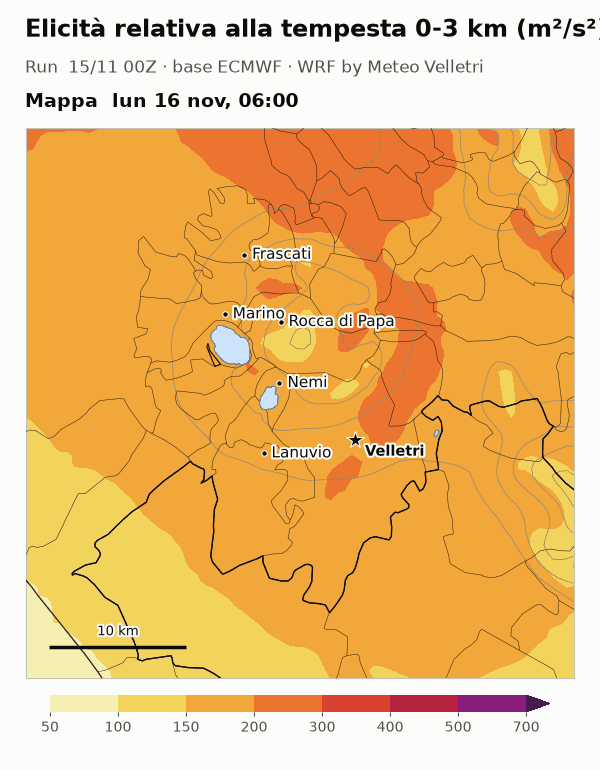 Elicità relativa alla tempesta 0-3 km (m²/s²)
Run  15/11 00Z · base ECMWF · WRF by Meteo Velletri
Mappa  lun 16 nov, 06:00
Frascati
Marino
Rocca di Papa
Nemi
Velletri
Lanuvio
10 km
50 100 150 200 300 400 500 700